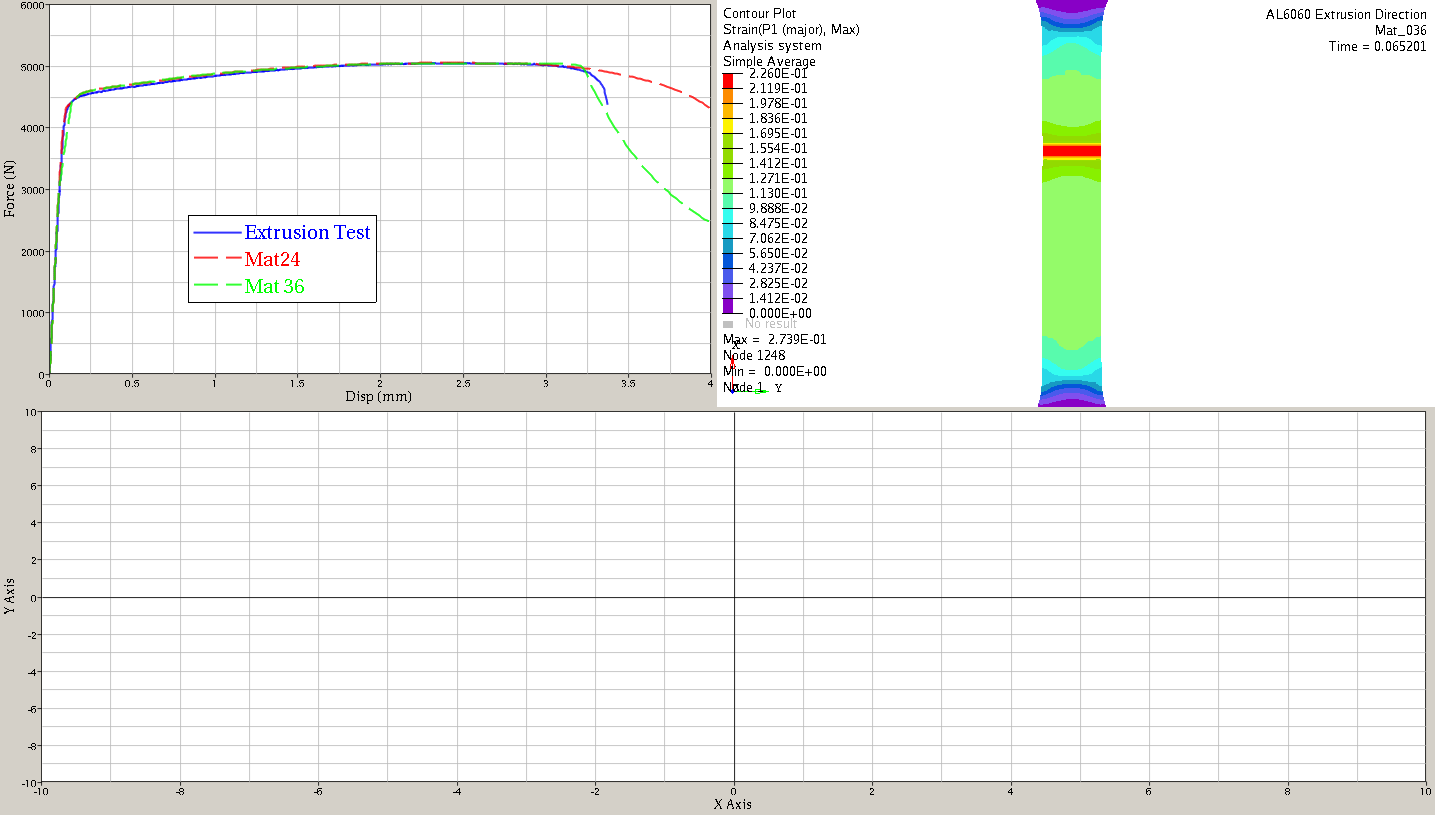 6000
5000
4000
3000
2000
1000
0
Force (N)
0 0.5 1 1.5 2 2.5 3 3.5 4
Disp (mm)
Extrusion Test
Mat24
Mat 36
Contour Plot
Strain(P1 (major), Max)
Analysis system
Simple Average
2.260E-01
2.119E-01
1.978E-01
1.836E-01
1.695E-01
1.554E-01
1.412E-01
1.271E-01
1.130E-01
9.888E-02
8.475E-02
7.062E-02
5.650E-02
4.237E-02
2.825E-02
1.412E-02
0.000E+00
No result
Max = 2.739E-01
Node 1248
Min = 0.000E+00
Node 1
X
Y
AL6060 Extrusion Direction
Mat_036
Time = 0.065201
10
8
6
4
2
0
-2
-4
-6
-8
-10
Y Axis
-10 -8 -6 -4 -2 0 2 4 6 8 10
X Axis